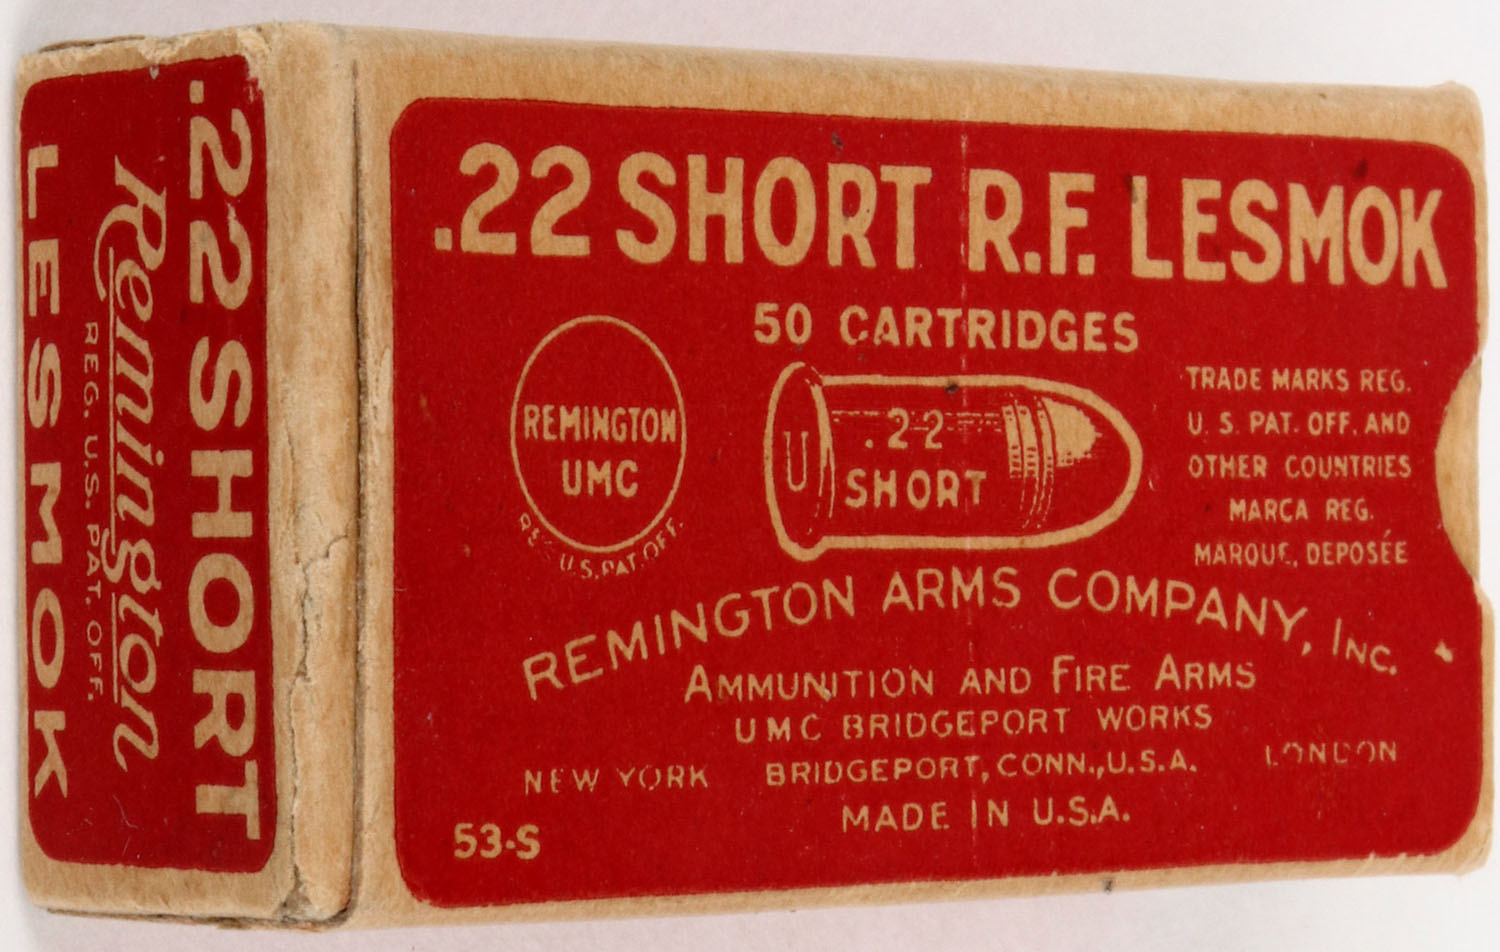 .22 SHORT
Remington
REG. U.S. PAT. OFF.
LESMOK
.22 SHORT R.F. LESMOK
50 CARTRIDGES
REMINGTON
UMC
REG. U.S. PAT. OFF.
U
.22
SHORT
TRADE MARKS REG.
U. S. PAT. OFF. AND
OTHER COUNTRIES
MARCA REG.
MARQUE, DEPOSÉE
REMINGTON ARMS COMPANY, INC.
AMMUNITION AND FIRE ARMS
UMC BRIDGEPORT WORKS
NEW YORK BRIDGEPORT, CONN., U.S.A. LONDON
MADE IN U.S.A.
53-S